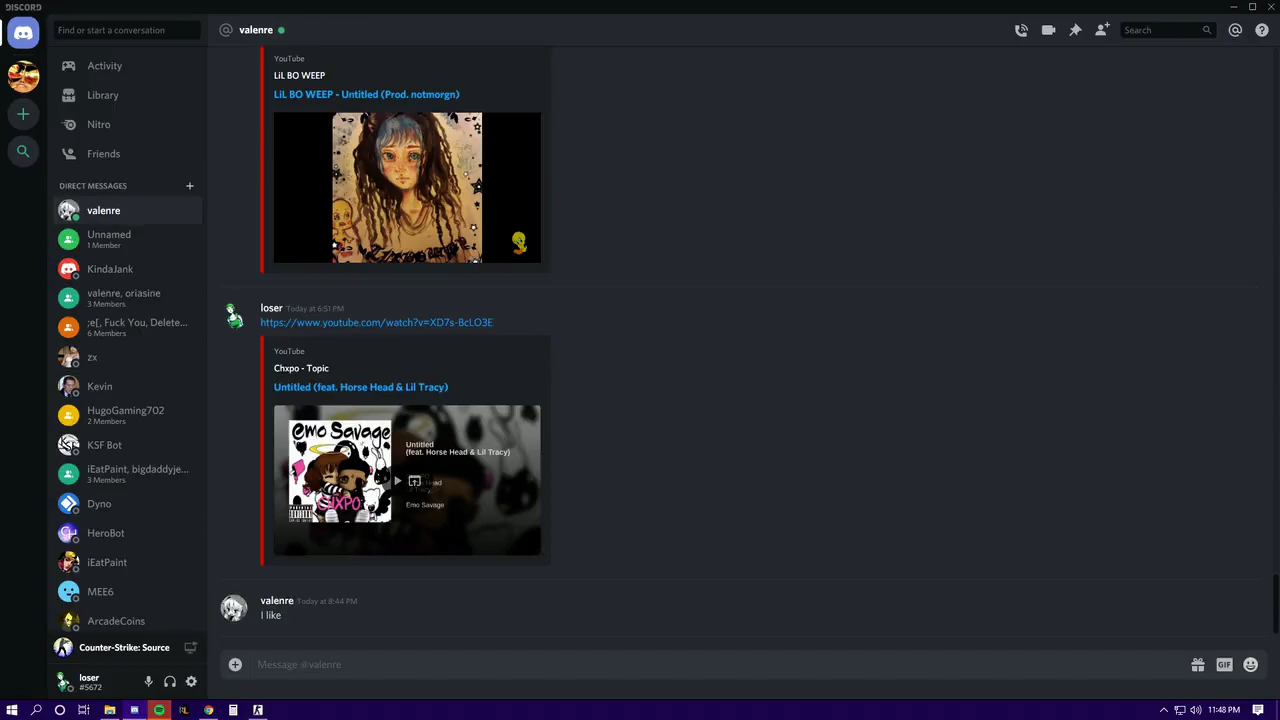 DISCORD
Find or start a conversation
Activity
Library
Nitro
Friends
DIRECT MESSAGES
valenre
Unnamed
1 Member
KindaJank
valenre, oriasine
3 Members
;e[, Fuck You, Delete...
6 Members
zx
Kevin
HugoGaming702
2 Members
KSF Bot
iEatPaint, bigdaddyje...
3 Members
Dyno
HeroBot
iEatPaint
MEE6
ArcadeCoins
Counter-Strike: Source
loser
#5672
valenre
Search
YouTube
LiL BO WEEP
LiL BO WEEP - Untitled (Prod. notmorgn)
loser Today at 6:51 PM
https://www.youtube.com/watch?v=XD7s-BcLO3E
YouTube
Chxpo - Topic
Untitled (feat. Horse Head & Lil Tracy)
emo Savage
CHXPO
Untitled
(feat. Horse Head & Lil Tracy)
Emo Savage
valenre Today at 8:44 PM
I like
Message @valenre
GIF
11:48 PM